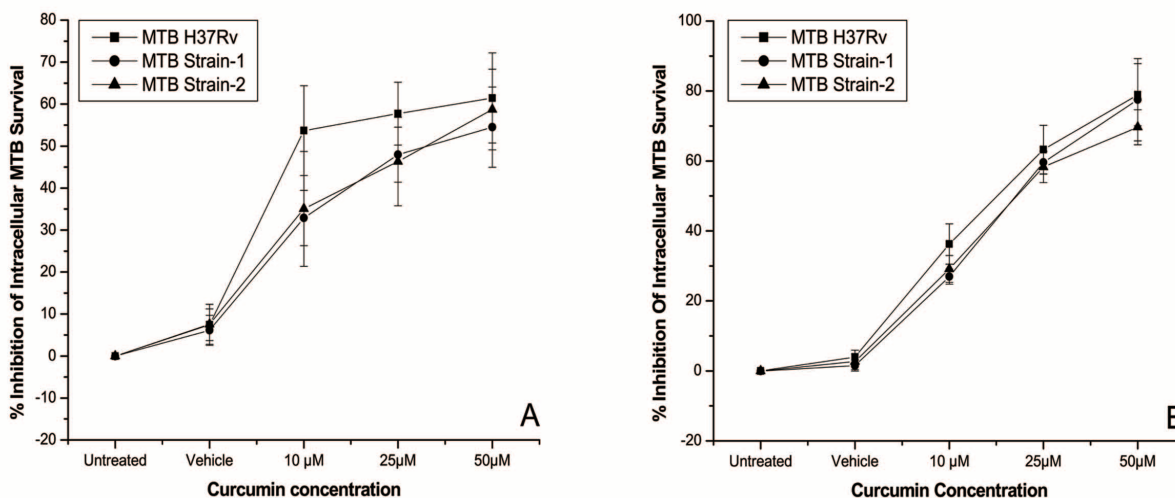 80
70
60
50
40
30
20
10
0
-10
-20
% Inhibition of Intracellular MTB Survival
MTB H37Rv
MTB Strain-1
MTB Strain-2
A
Untreated
Vehicle
10 µM
25µM
50µM
Curcumin concentration
100
80
60
40
20
0
-20
% Inhibition Of Intracellular MTB Survival
MTB H37Rv
MTB Strain-1
MTB Strain-2
Untreated
Vehicle
10 µM
25µM
50µM
Curcumin Concentration